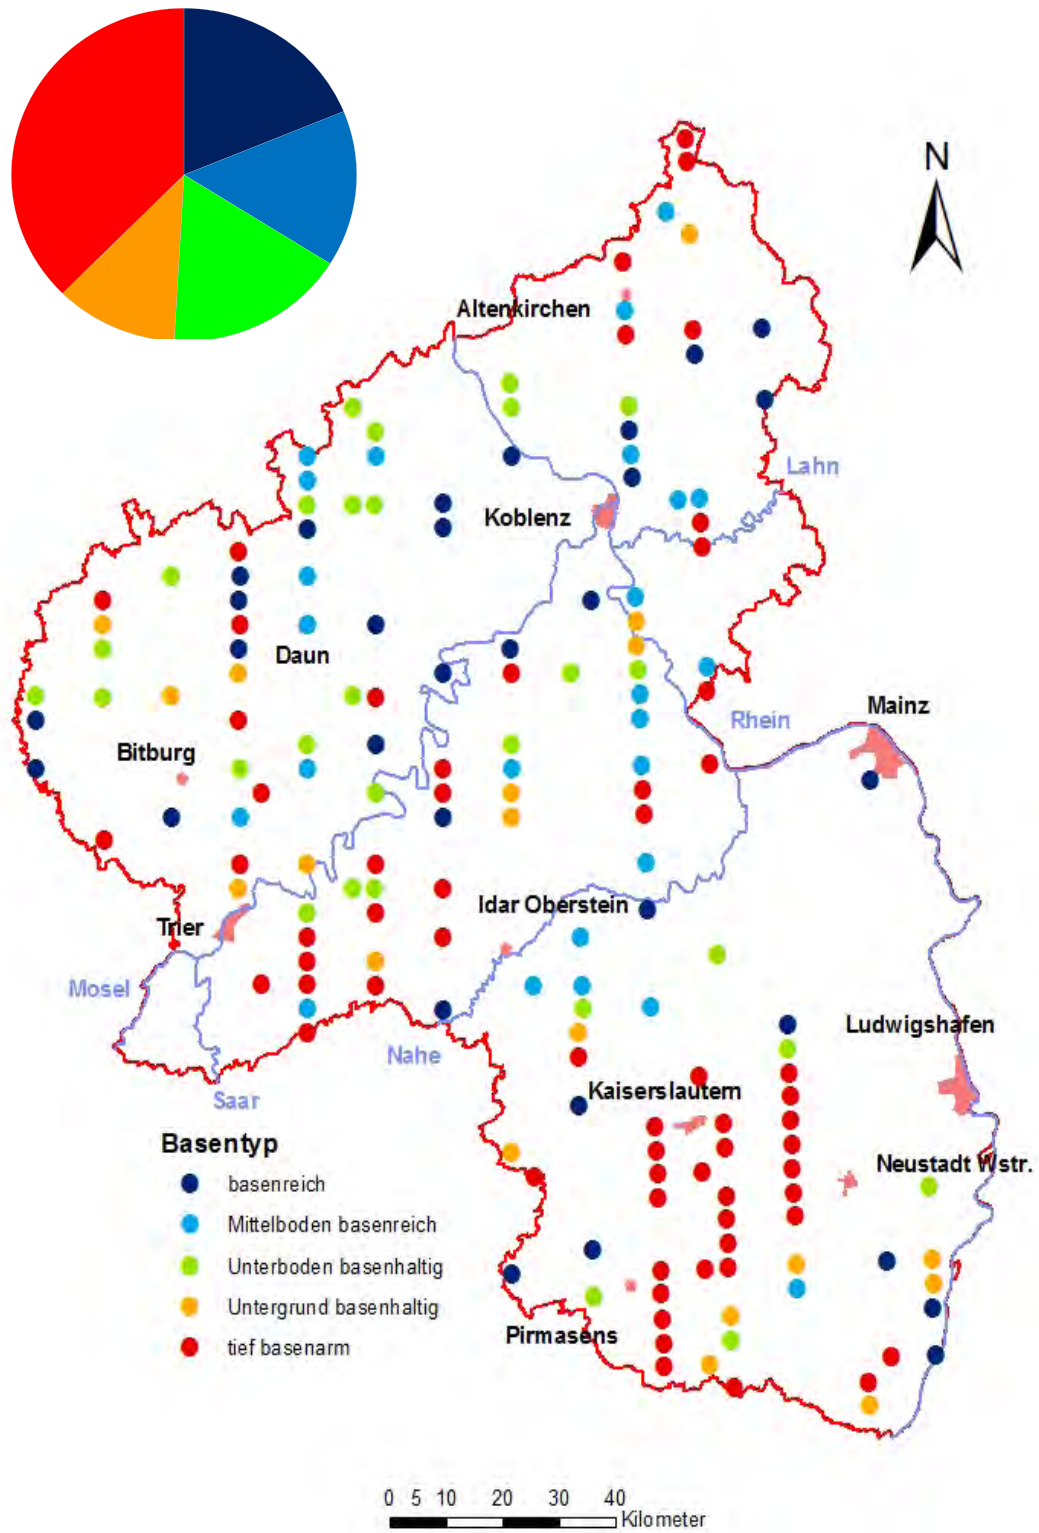 N
Altenkirchen
Lahn
Koblenz
Daun
Rhein
Mainz
Bitburg
Idar Oberstein
Trier
Mosel
Ludwigshafen
Nahe
Saar
Kaiserslautern
Neustadt Wstr.
Pirmasens
Basentyp
basenreich
Mittelboden basenreich
Unterboden basenhaltig
Untergrund basenhaltig
tief basenarm
0 5 10 20 30 40
Kilometer